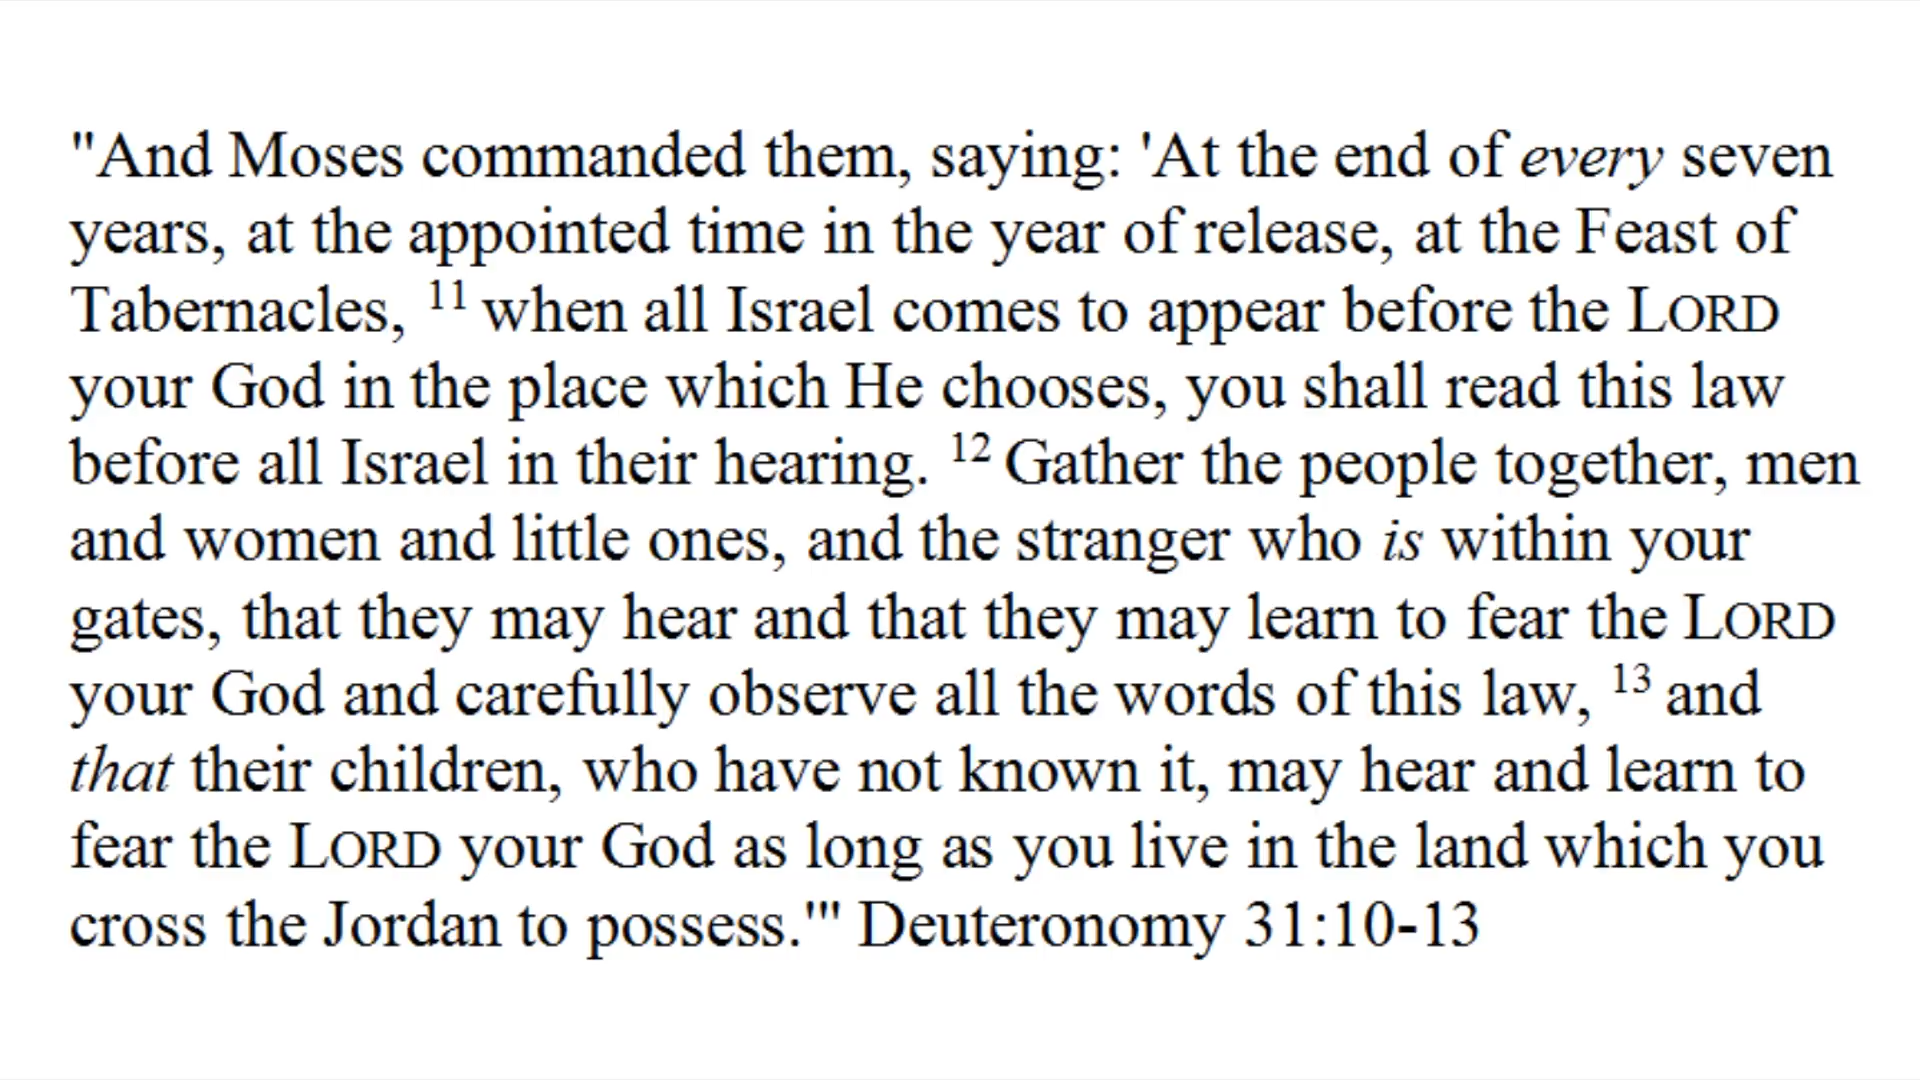 "And Moses commanded them, saying: 'At the end of every seven
years, at the appointed time in the year of release, at the Feast of
Tabernacles, 11 when all Israel comes to appear before the LORD
your God in the place which He chooses, you shall read this law
before all Israel in their hearing. 12 Gather the people together, men
and women and little ones, and the stranger who is within your
gates, that they may hear and that they may learn to fear the LORD
your God and carefully observe all the words of this law, 13 and
that their children, who have not known it, may hear and learn to
fear the LORD your God as long as you live in the land which you
cross the Jordan to possess.'" Deuteronomy 31:10-13